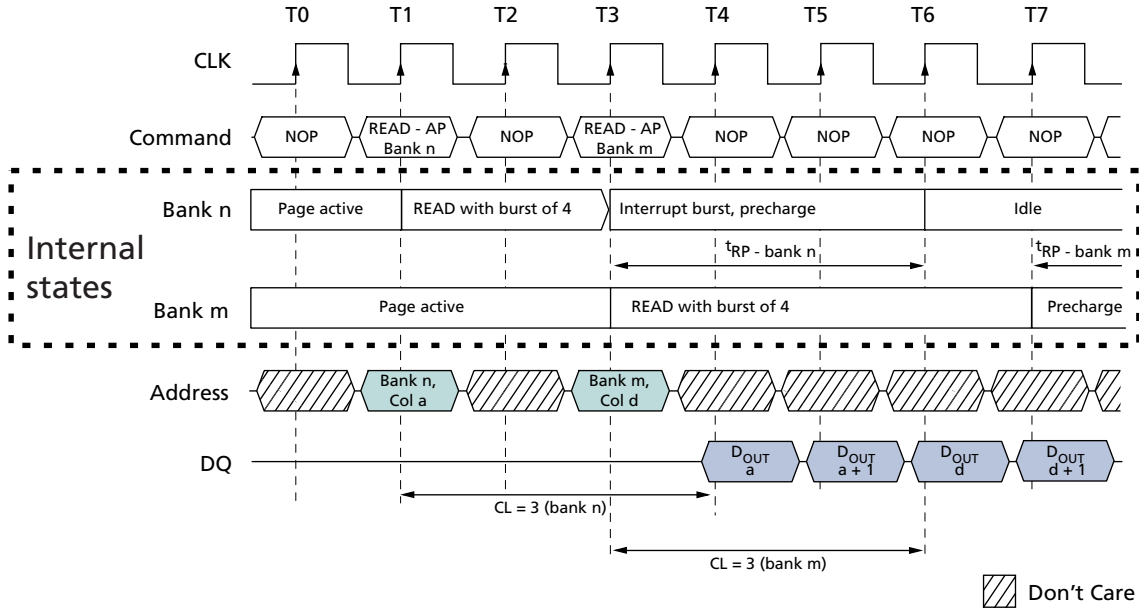 T0 T1 T2 T3 T4 T5 T6 T7
CLK
Command NOP READ - AP Bank n NOP READ - AP Bank m NOP NOP NOP NOP
Internal states
Bank n Page active READ with burst of 4 Interrupt burst, precharge Idle
tRP - bank n tRP - bank m
Bank m Page active READ with burst of 4 Precharge
Address Bank n, Col a Bank m, Col d
DQ DOUT a DOUT a + 1 DOUT d DOUT d + 1
CL = 3 (bank n)
CL = 3 (bank m)
Don't Care